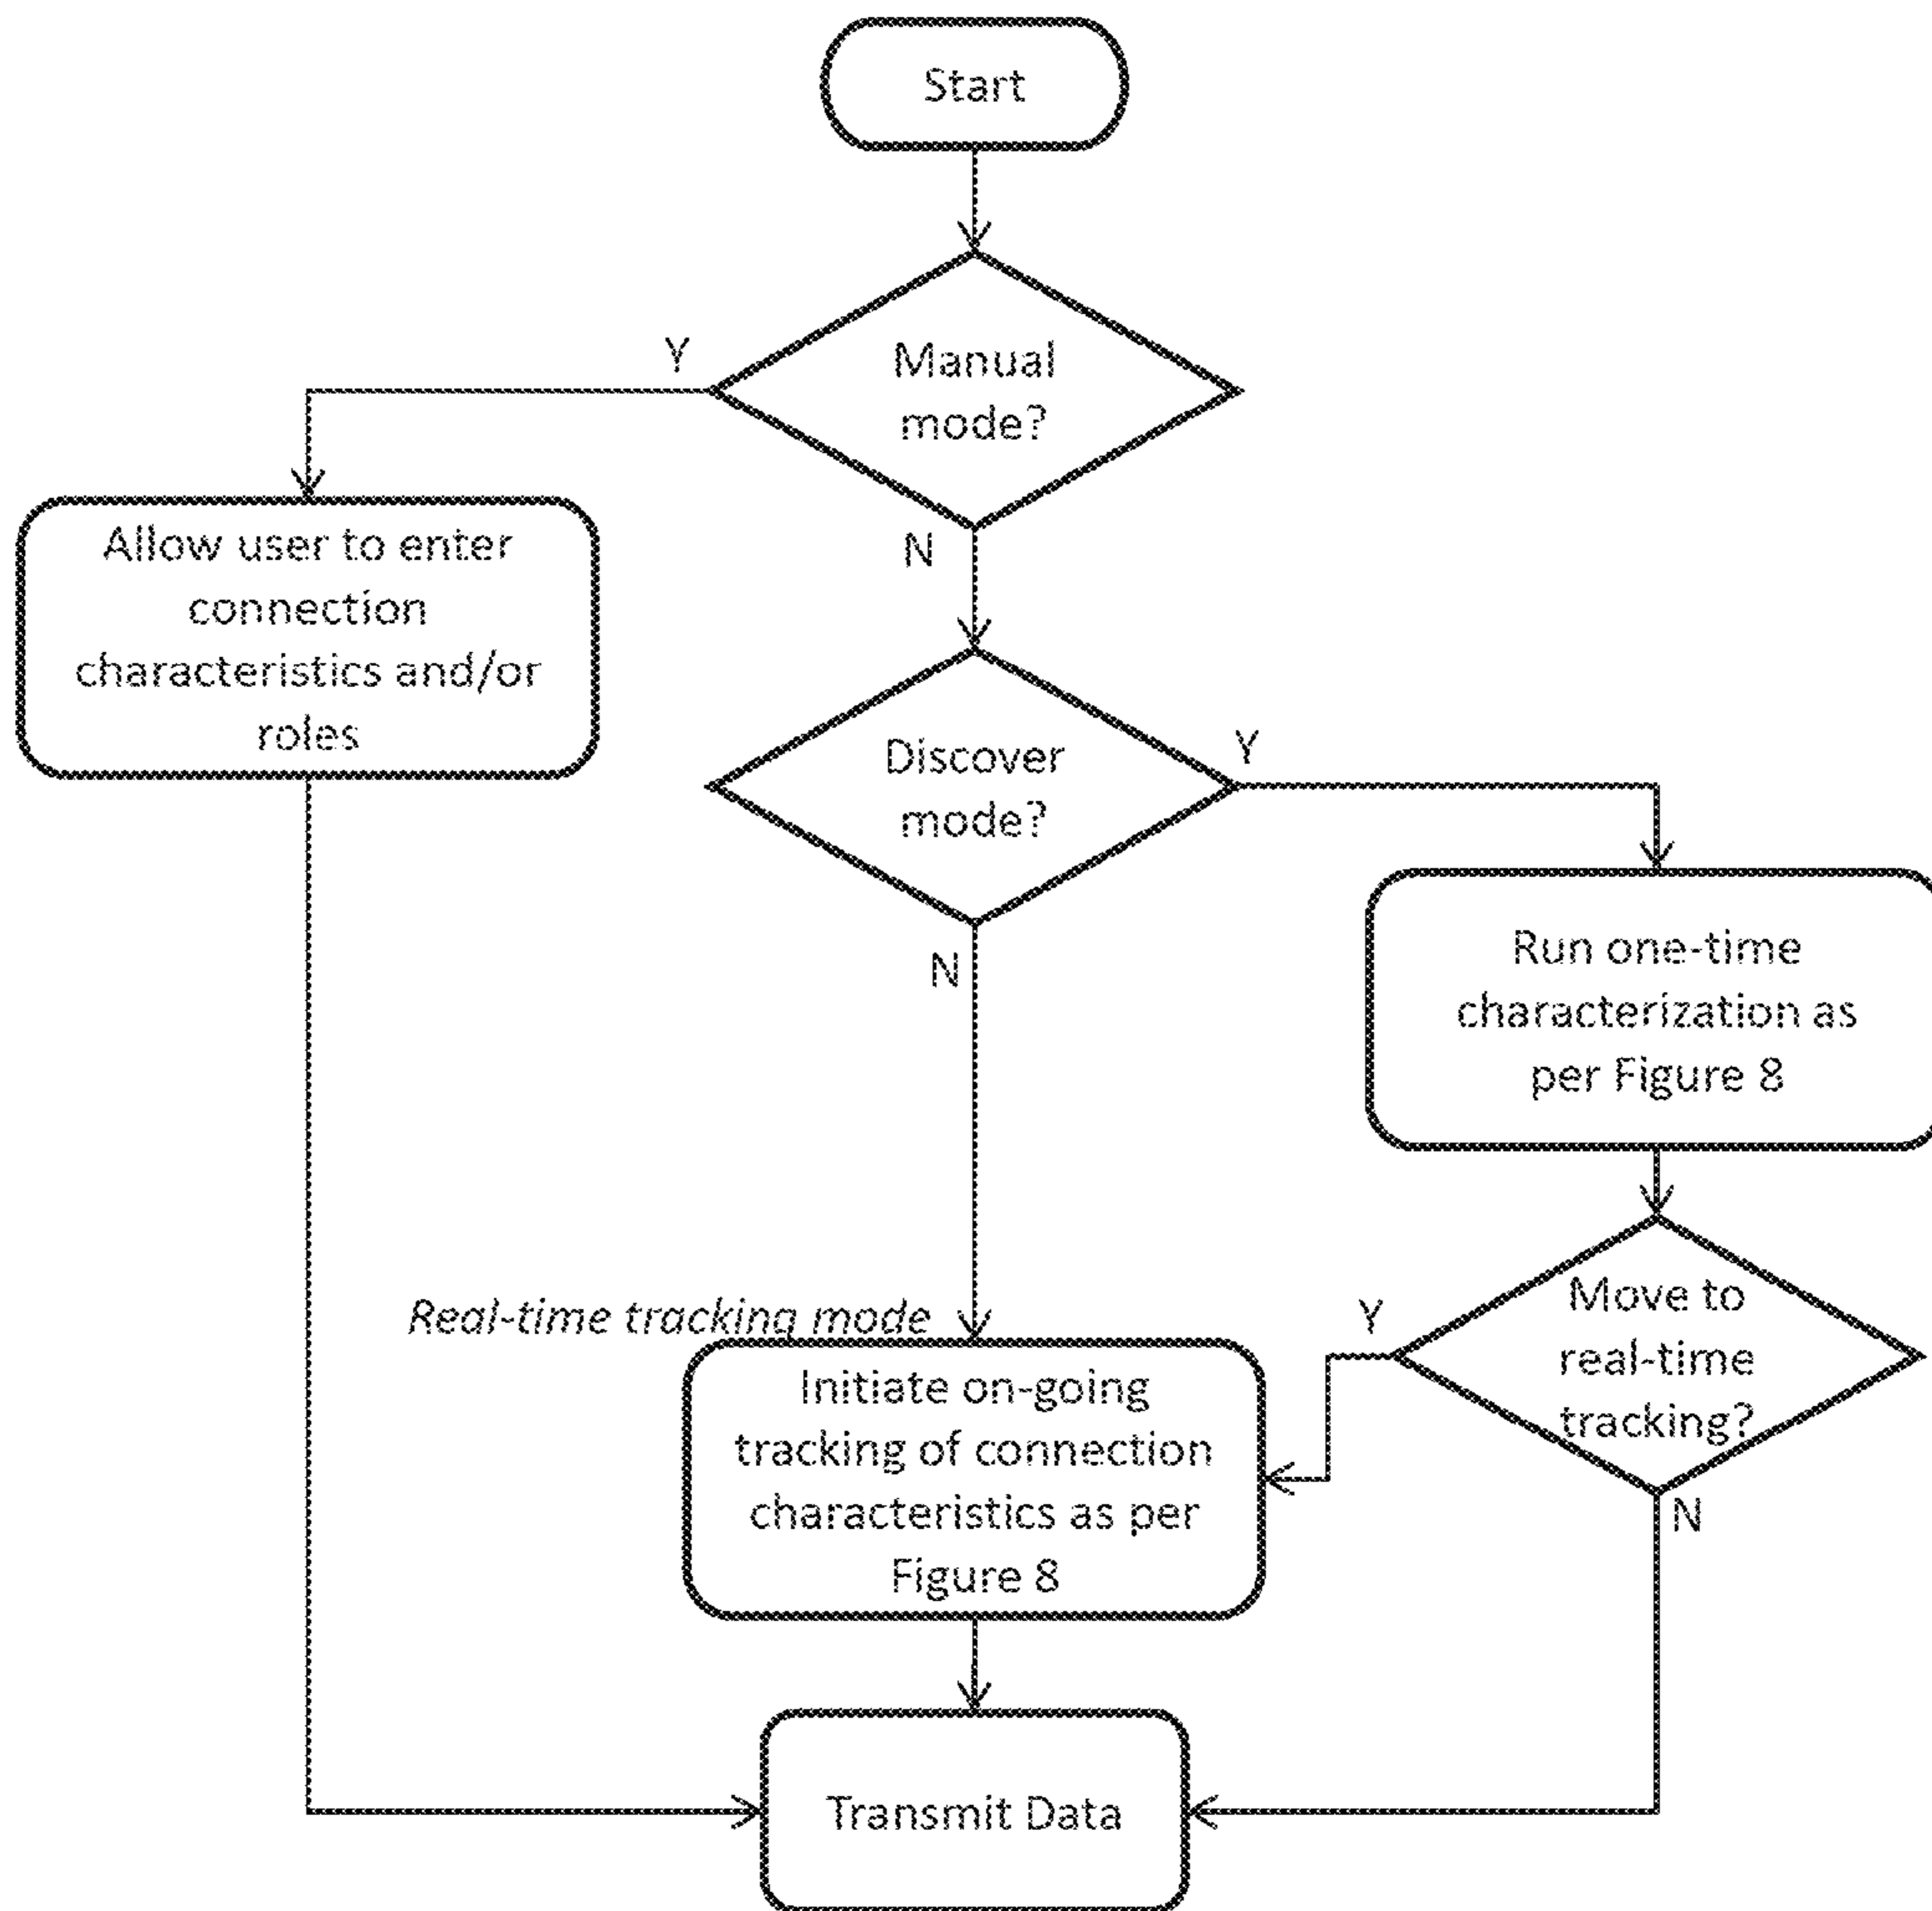 Start
Manual
mode?
Y
N
Allow user to enter
connection
characteristics and/or
roles
Discover
mode?
Y
N
Run one-time
characterization as
per Figure 8
Move to
real-time
tracking?
Y
N
Real-time tracking mode
Initiate on-going
tracking of connection
characteristics as per
Figure 8
Transmit Data